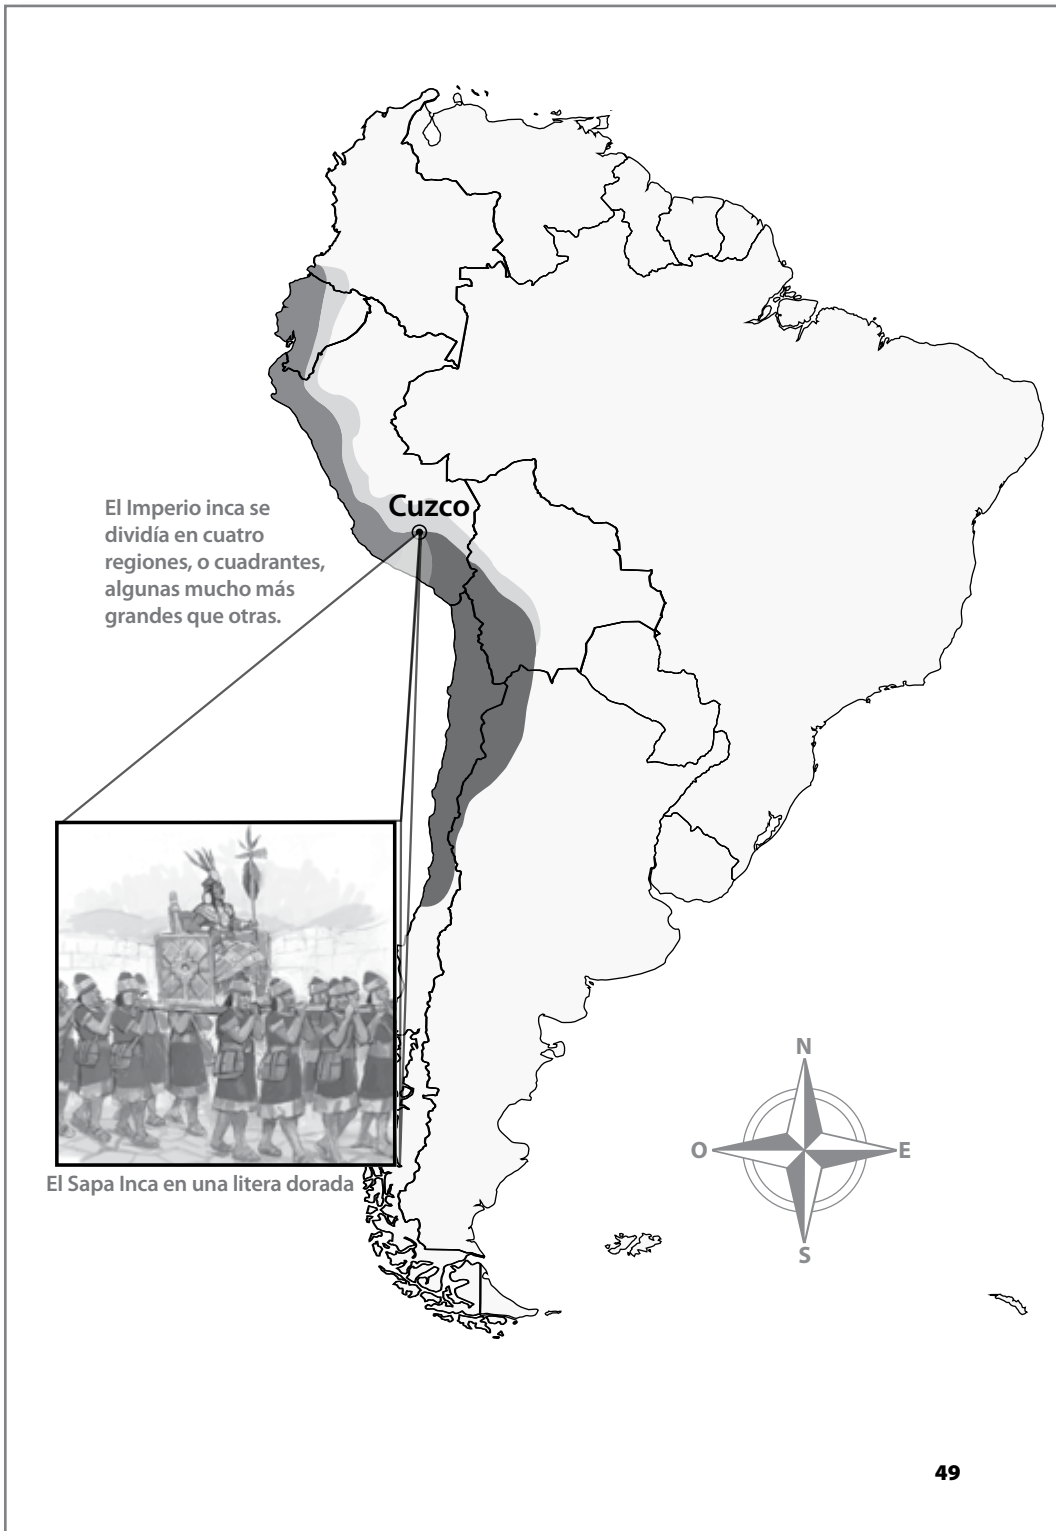 Cuzco
El Imperio inca se
dividía en cuatro
regiones, o cuadrantes,
algunas mucho más
grandes que otras.
El Sapa Inca en una litera dorada
N
O
E
S
49